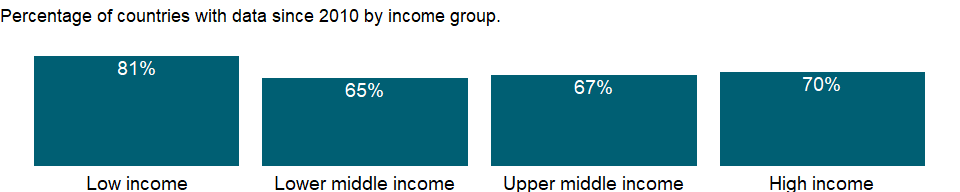 Percentage of countries with data since 2010 by income group.
81%
65%
67%
70%
Low income
Lower middle income
Upper middle income
High income